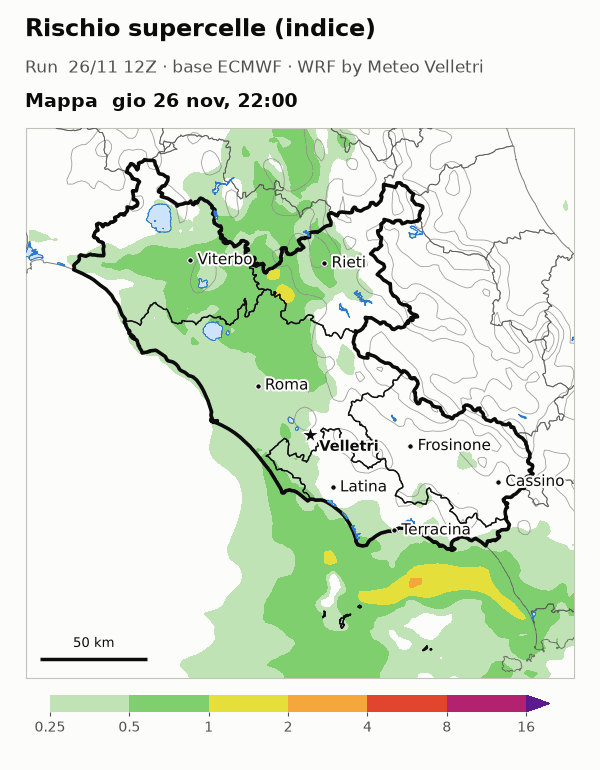 Rischio supercelle (indice)
Run 26/11 12Z · base ECMWF · WRF by Meteo Velletri
Mappa gio 26 nov, 22:00
Viterbo
Rieti
Roma
Velletri
Frosinone
Latina
Cassino
Terracina
50 km
0.25 0.5 1 2 4 8 16